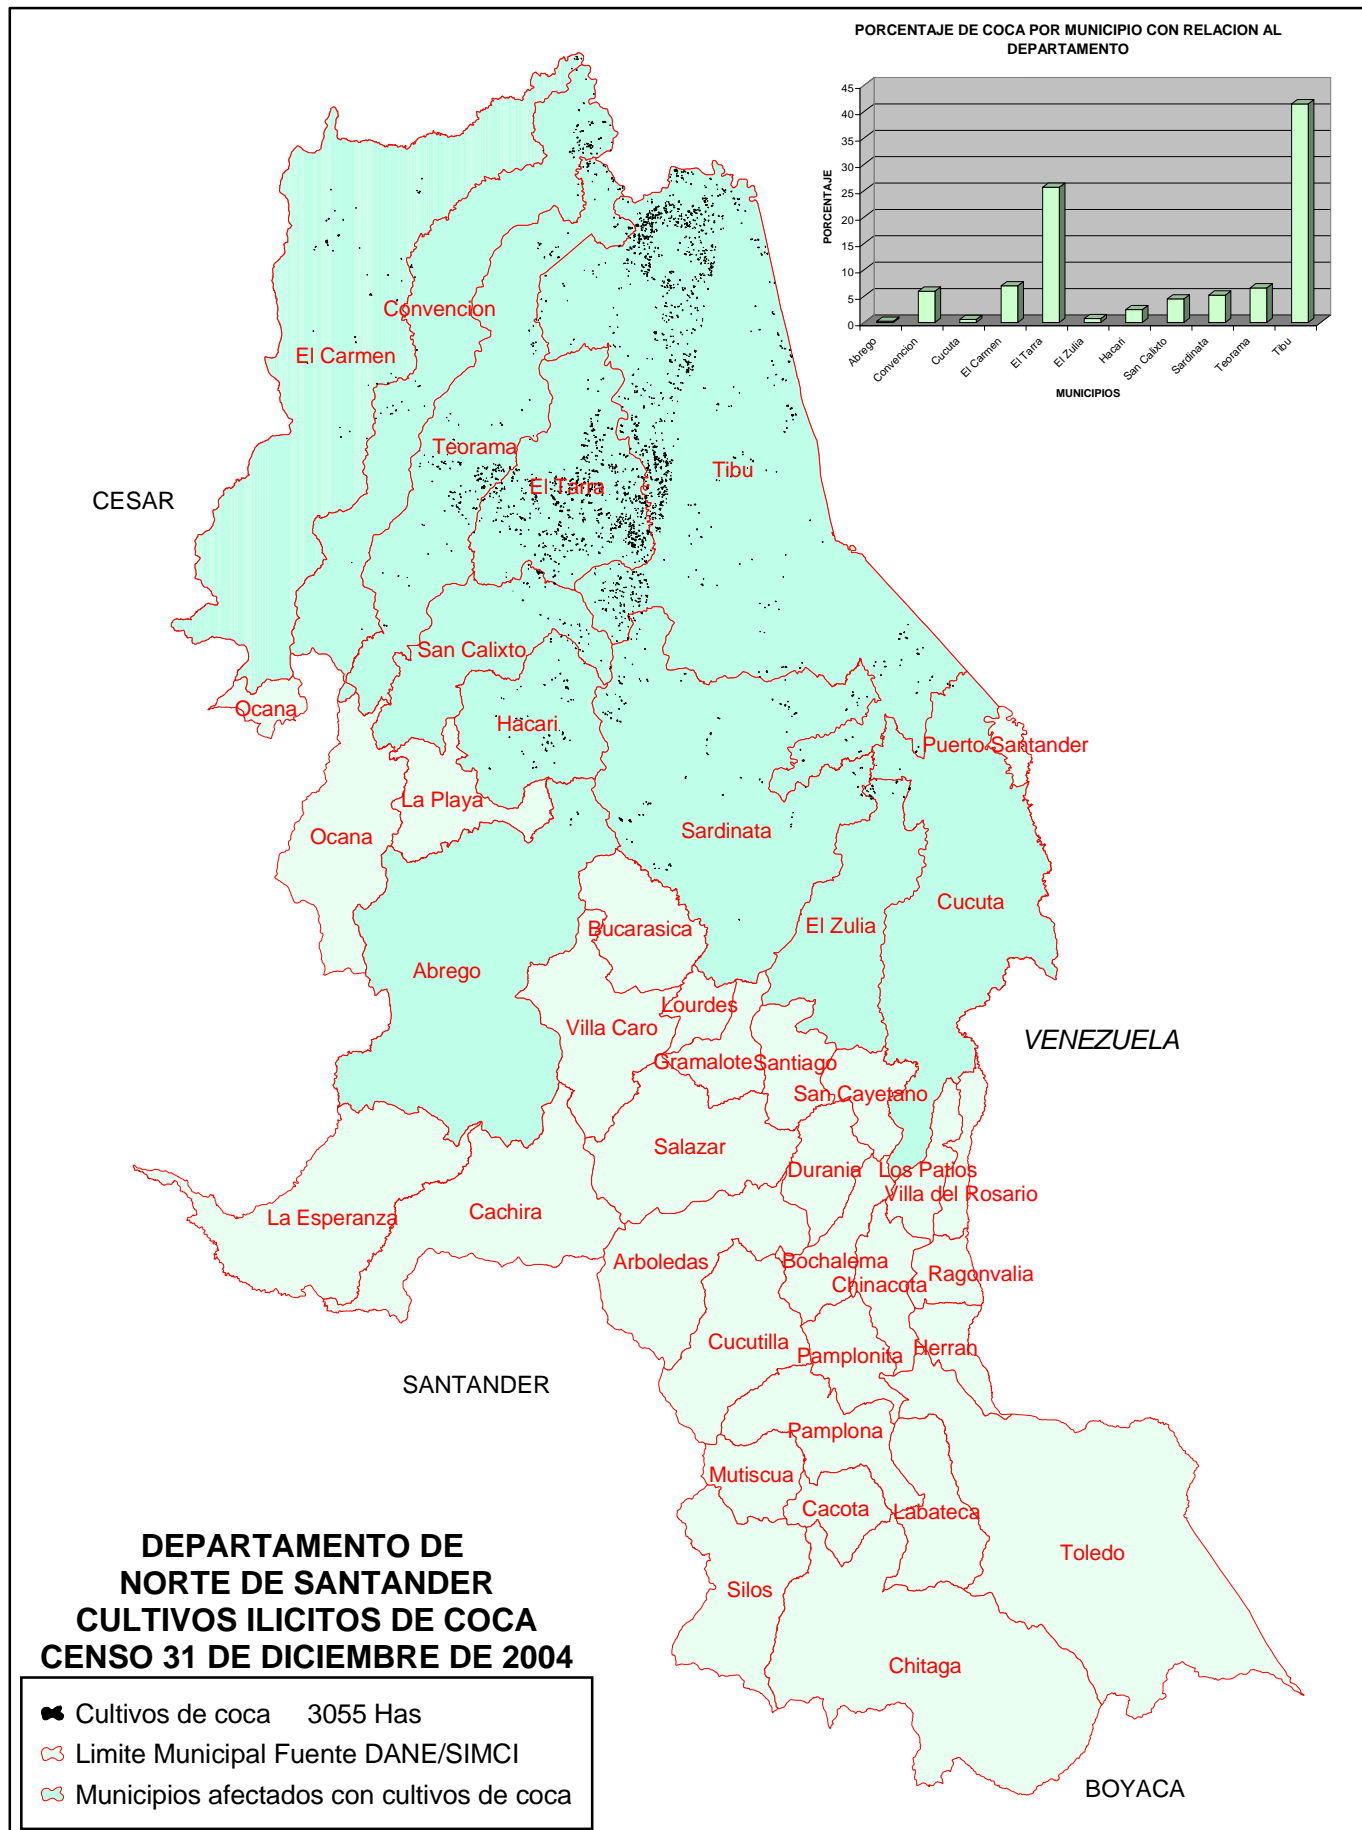 PORCENTAJE DE COCA POR MUNICIPIO CON RELACION AL
DEPARTAMENTO
45
40
35
30
25
20
15
10
5
0
PORCENTAJE
Abrego
Convencion
Cucuta
El Carmen
El Tarra
El Zulia
Hacari
San Calixto
Sardinata
Teorama
Tibu
MUNICIPIOS
Convencion
El Carmen
Teorama
Tibu
El Tarra
CESAR
San Calixto
Ocana
Hacari
Puerto Santander
La Playa
Ocana
Sardinata
Cucuta
El Zulia
Bucarasica
Abrego
Lourdes
Villa Caro
VENEZUELA
Gramalote
Santiago
San Cayetano
Salazar
Durania
Los Patios
Villa del Rosario
Cachira
La Esperanza
Arboledas
Bochalema
Ragonvalia
Chinacota
Cucutilla
Herran
Pamplonita
SANTANDER
Pamplona
Mutiscua
Cacota
Labateca
Toledo
Silos
Chitaga
BOYACA
DEPARTAMENTO DE
NORTE DE SANTANDER
CULTIVOS ILICITOS DE COCA
CENSO 31 DE DICIEMBRE DE 2004
Cultivos de coca 3055 Has
Limite Municipal Fuente DANE/SIMCI
Municipios afectados con cultivos de coca